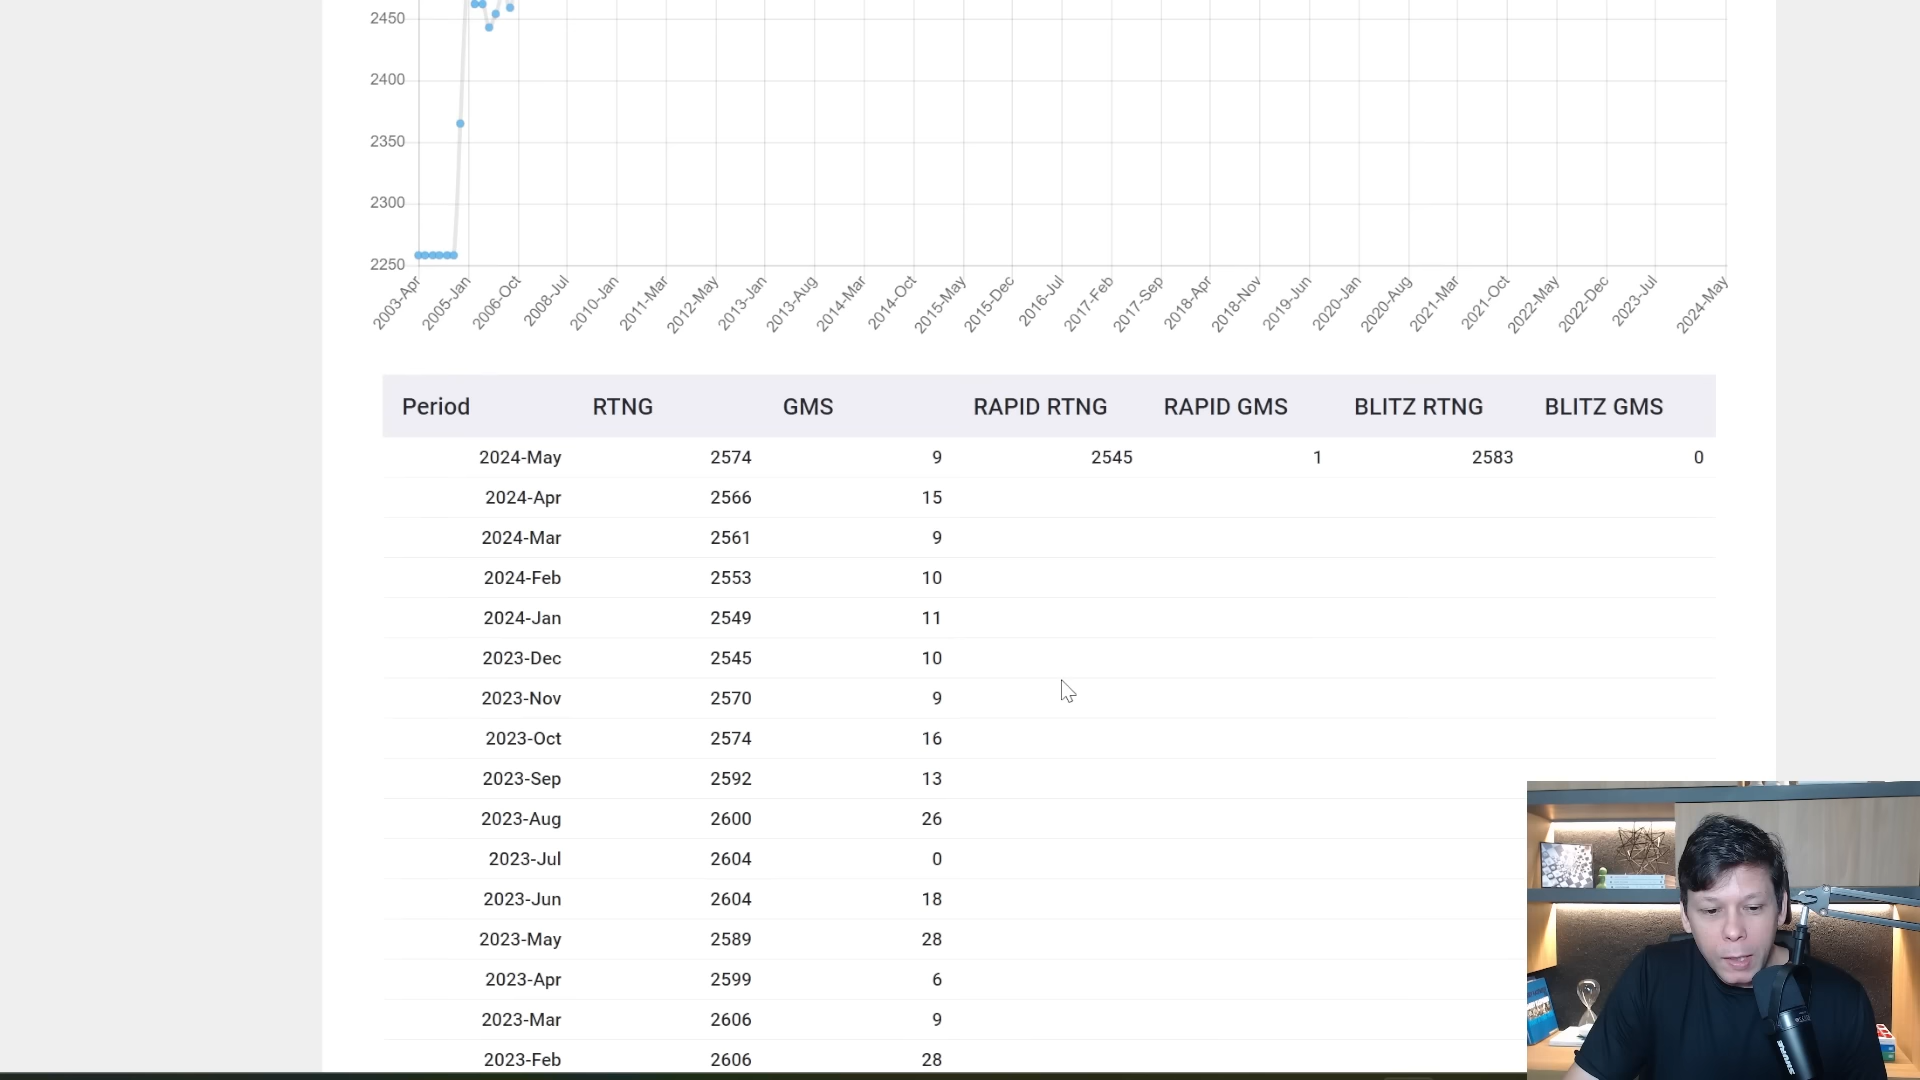 2450
2400
2350
2300
2250
2003-Apr 2005-Jan 2006-Oct 2008-Jul 2010-Jan 2011-Mar 2012-May 2013-Jan 2013-Aug 2014-Mar 2014-Oct 2015-May 2015-Dec 2016-Jul 2017-Feb 2017-Sep 2018-Apr 2018-Nov 2019-Jun 2020-Jan 2020-Aug 2021-Mar 2021-Oct 2022-May 2022-Dec 2023-Jul 2024-May
Period RTNG GMS RAPID RTNG RAPID GMS BLITZ RTNG BLITZ GMS
2024-May 2574 9 2545 1 2583 0
2024-Apr 2566 15
2024-Mar 2561 9
2024-Feb 2553 10
2024-Jan 2549 11
2023-Dec 2545 10
2023-Nov 2570 9
2023-Oct 2574 16
2023-Sep 2592 13
2023-Aug 2600 26
2023-Jul 2604 0
2023-Jun 2604 18
2023-May 2589 28
2023-Apr 2599 6
2023-Mar 2606 9
2023-Feb 2606 28
SHURE